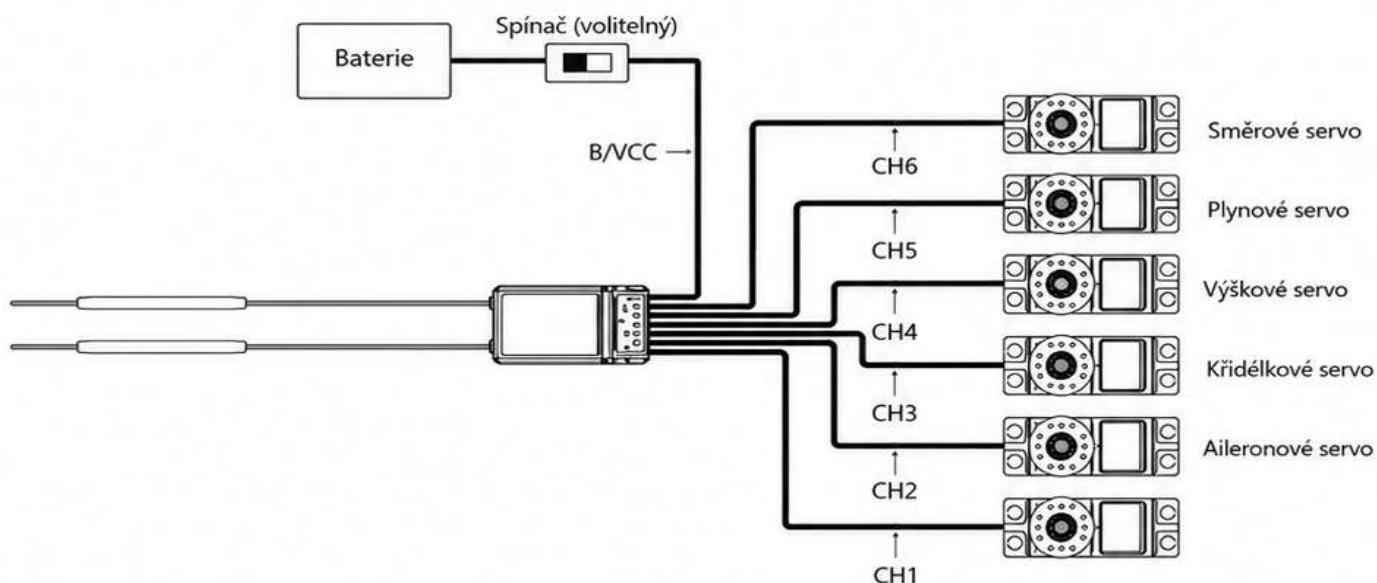 Spínač (volitelný)
Baterie
B/VCC
CH6
Směrové servo
CH5
Plynové servo
CH4
Výškové servo
CH3
Křidélkové servo
CH2
Aileronové servo
CH1